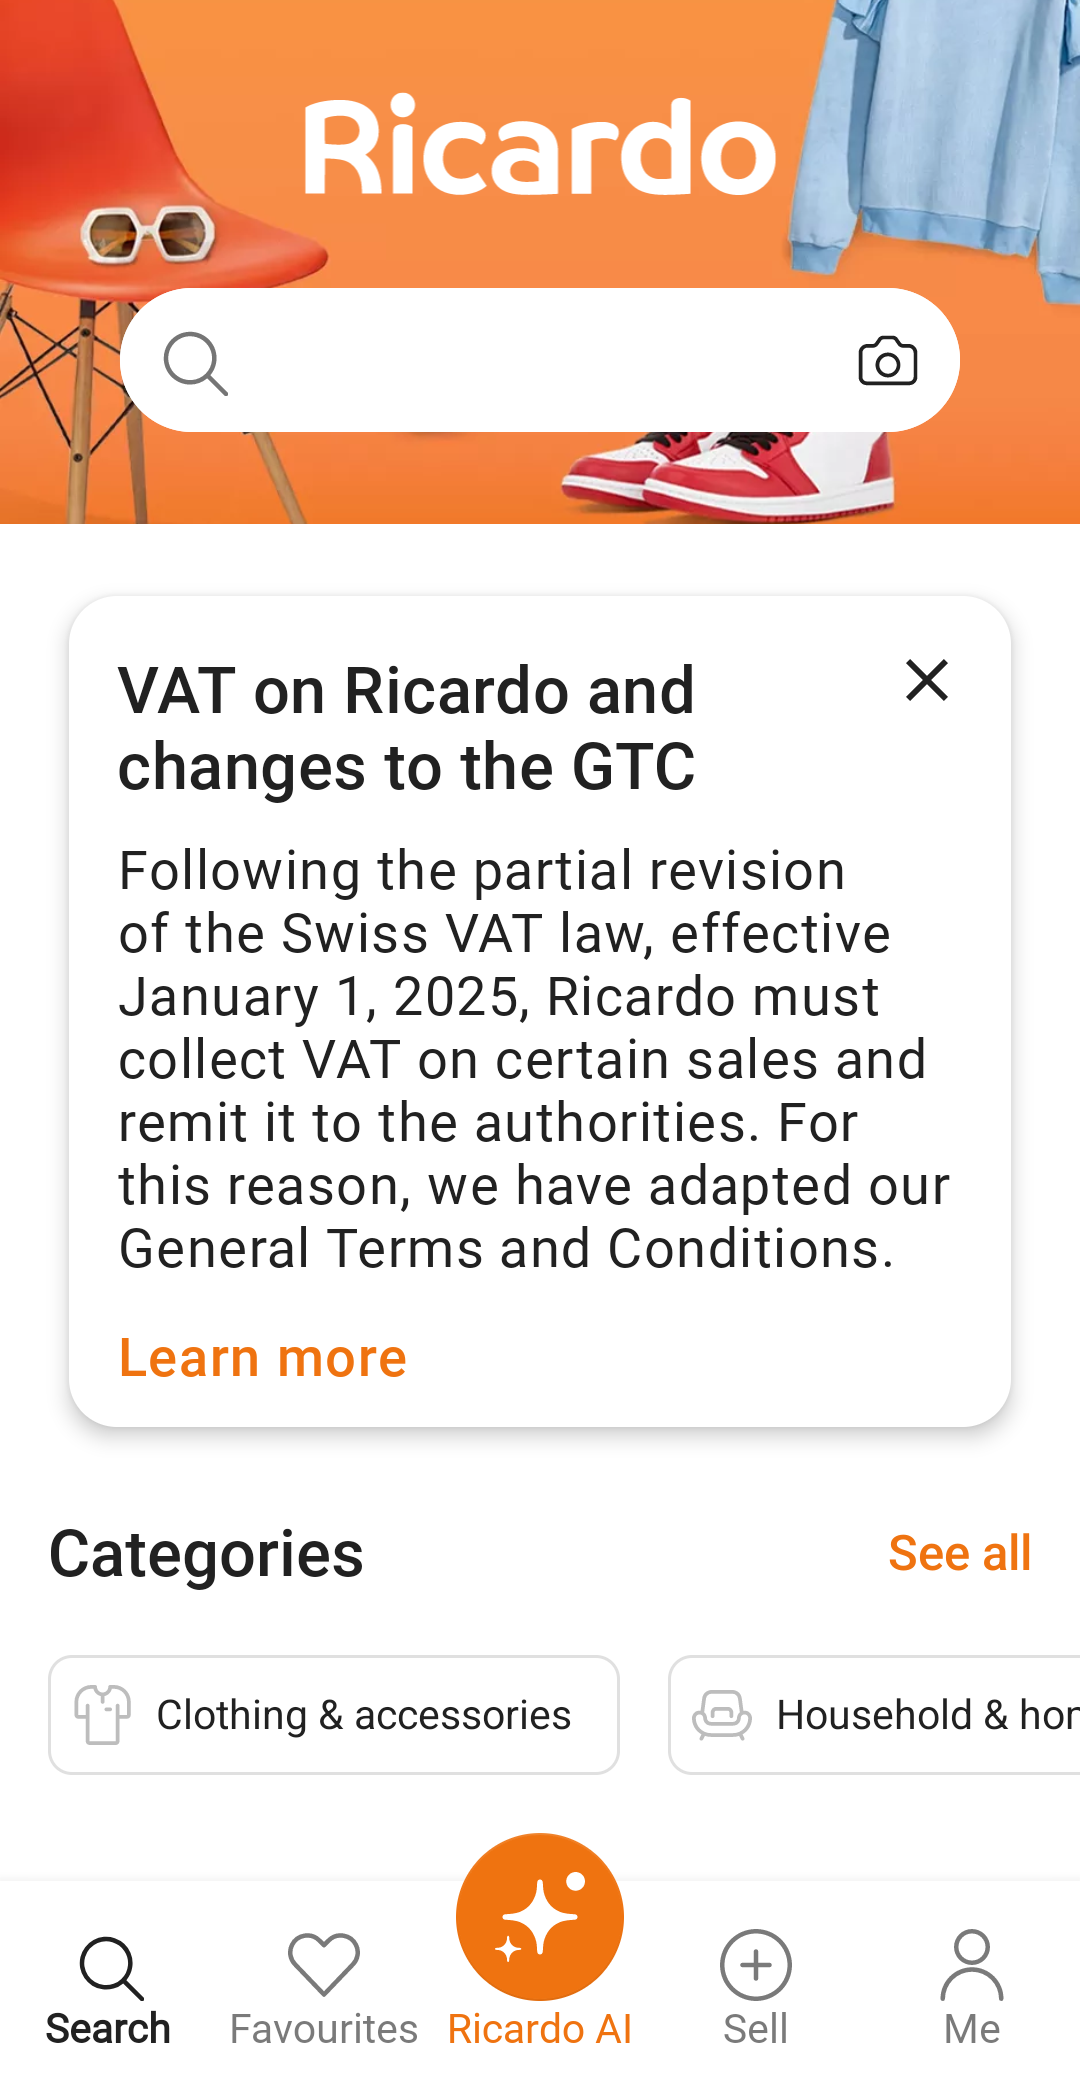 Ricardo
VAT on Ricardo and
changes to the GTC
Following the partial revision
of the Swiss VAT law, effective
January 1, 2025, Ricardo must
collect VAT on certain sales and
remit it to the authorities. For
this reason, we have adapted our
General Terms and Conditions.
Learn more
Categories
See all
Clothing & accessories
Household & hom
Search
Favourites
Ricardo AI
Sell
Me